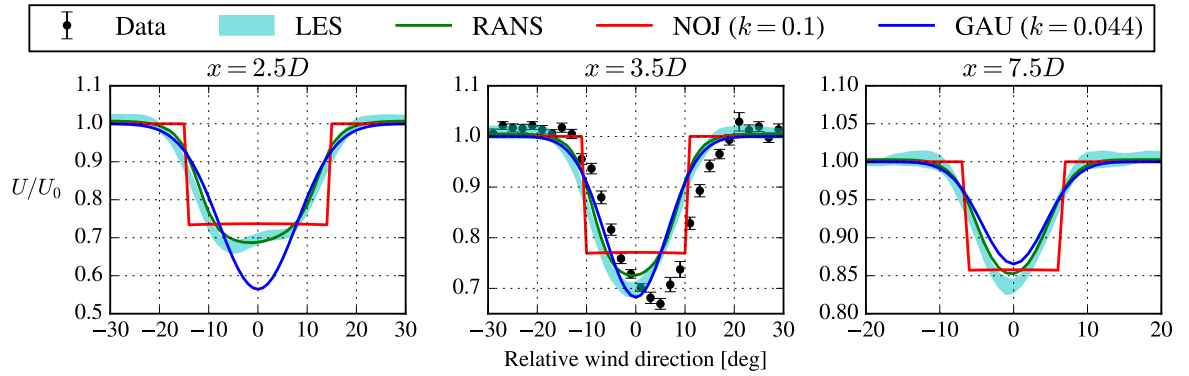 Data LES RANS NOJ (k = 0.1) GAU (k = 0.044)
x = 2.5D x = 3.5D x = 7.5D
U/U₀
1.1
1.0
0.9
0.8
0.7
0.6
0.5
−30 −20 −10 0 10 20 30
1.1
1.0
0.9
0.8
0.7
−30 −20 −10 0 10 20 30
1.10
1.05
1.00
0.95
0.90
0.85
0.80
−20 −10 0 10 20
Relative wind direction [deg]